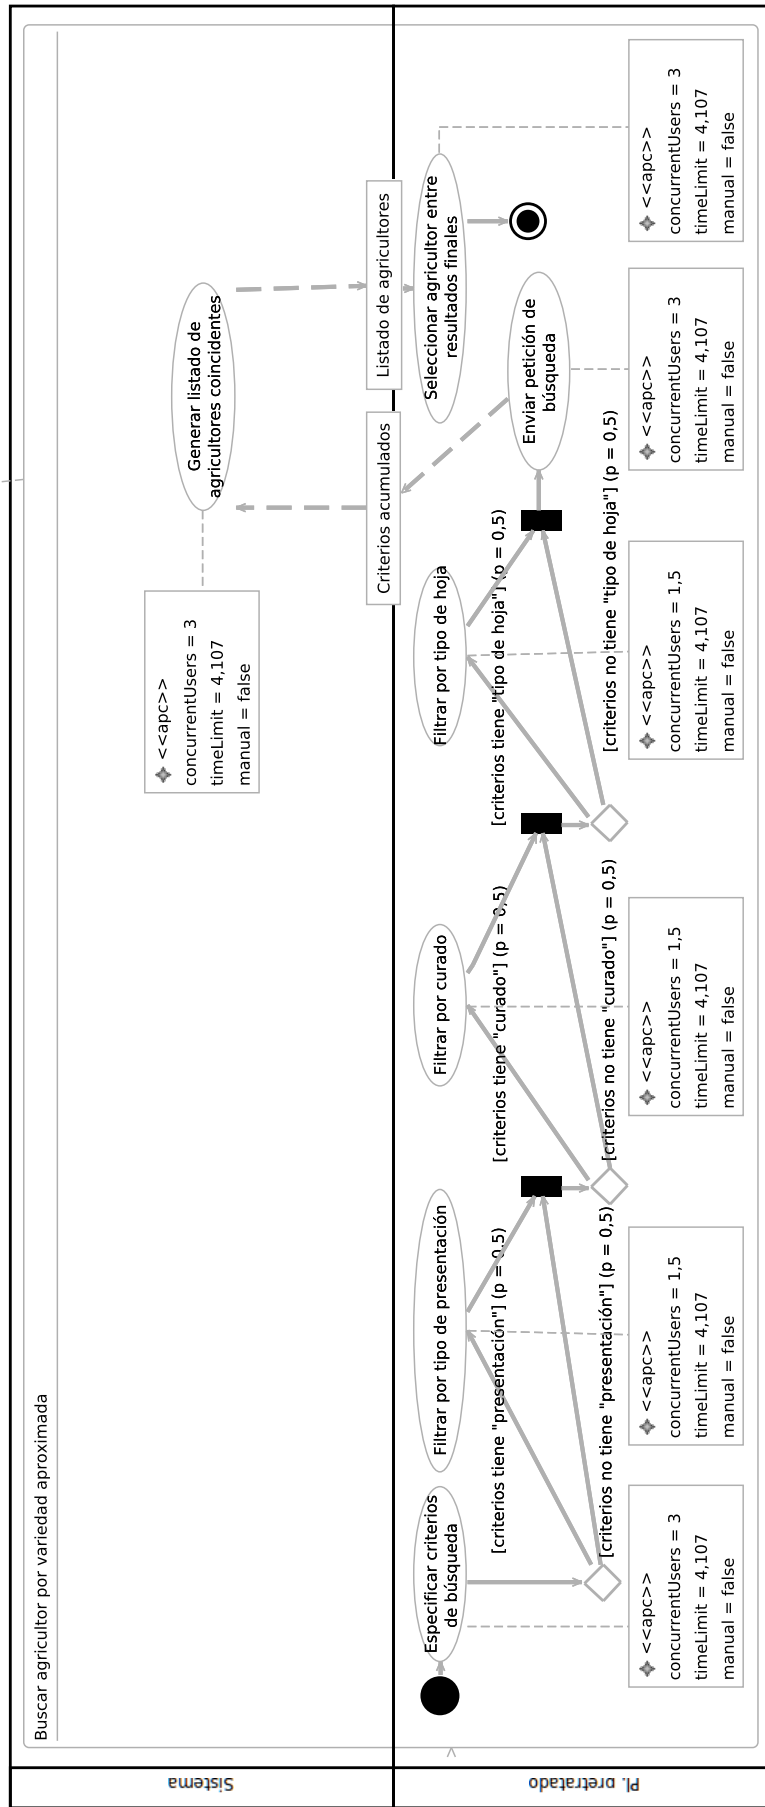 Buscar agricultor por variedad aproximada
Sistema
<<apc>>
concurrentUsers = 3
timeLimit = 4,107
manual = false
Generar listado de
agricultores coincidentes
Criterios acumulados
Listado de agricultores
Pl. pretratado
Especificar criterios
de búsqueda
Filtrar por tipo de presentación
Filtrar por curado
Filtrar por tipo de hoja
Seleccionar agricultor entre
resultados finales
[criterios tiene "presentación"] (p = 0,5)
[criterios tiene "curado"] (p = 0,5)
[criterios tiene "tipo de hoja"] (p = 0,5)
Enviar petición de
búsqueda
[criterios no tiene "presentación"] (p = 0,5)
[criterios no tiene "curado"] (p = 0,5)
[criterios no tiene "tipo de hoja"] (p = 0,5)
<<apc>>
concurrentUsers = 3
timeLimit = 4,107
manual = false
<<apc>>
concurrentUsers = 1,5
timeLimit = 4,107
manual = false
<<apc>>
concurrentUsers = 1,5
timeLimit = 4,107
manual = false
<<apc>>
concurrentUsers = 1,5
timeLimit = 4,107
manual = false
<<apc>>
concurrentUsers = 3
timeLimit = 4,107
manual = false
<<apc>>
concurrentUsers = 3
timeLimit = 4,107
manual = false